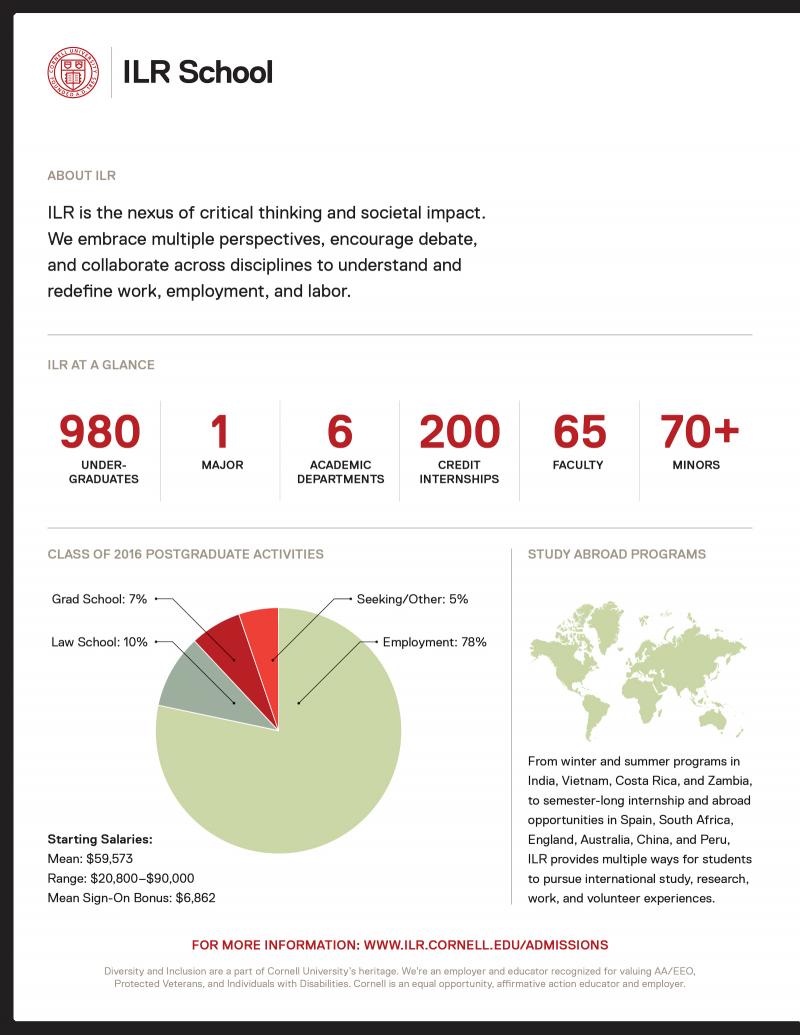 CORNELL UNIVERSITY
FOUNDED A.D. 1865
ILR School
ABOUT ILR
ILR is the nexus of critical thinking and societal impact.
We embrace multiple perspectives, encourage debate,
and collaborate across disciplines to understand and
redefine work, employment, and labor.
ILR AT A GLANCE
980
UNDER-
GRADUATES
1
MAJOR
6
ACADEMIC
DEPARTMENTS
200
CREDIT
INTERNSHIPS
65
FACULTY
70+
MINORS
CLASS OF 2016 POSTGRADUATE ACTIVITIES
Grad School: 7%
Seeking/Other: 5%
Law School: 10%
Employment: 78%
Starting Salaries:
Mean: $59,573
Range: $20,800–$90,000
Mean Sign-On Bonus: $6,862
STUDY ABROAD PROGRAMS
From winter and summer programs in
India, Vietnam, Costa Rica, and Zambia,
to semester-long internship and abroad
opportunities in Spain, South Africa,
England, Australia, China, and Peru,
ILR provides multiple ways for students
to pursue international study, research,
work, and volunteer experiences.
FOR MORE INFORMATION: WWW.ILR.CORNELL.EDU/ADMISSIONS
Diversity and Inclusion are a part of Cornell University's heritage. We're an employer and educator recognized for valuing AA/EEO,
Protected Veterans, and Individuals with Disabilities. Cornell is an equal opportunity, affirmative action educator and employer.